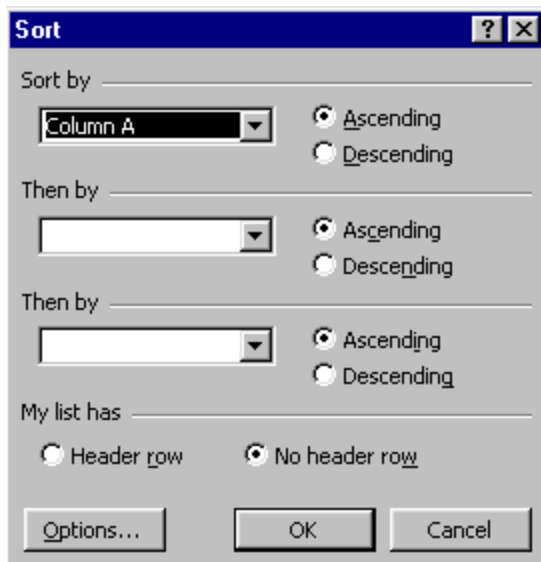 Sort
Sort by
Column A
Ascending
Descending
Then by
Ascending
Descending
Then by
Ascending
Descending
My list has
Header row No header row
Options... OK Cancel